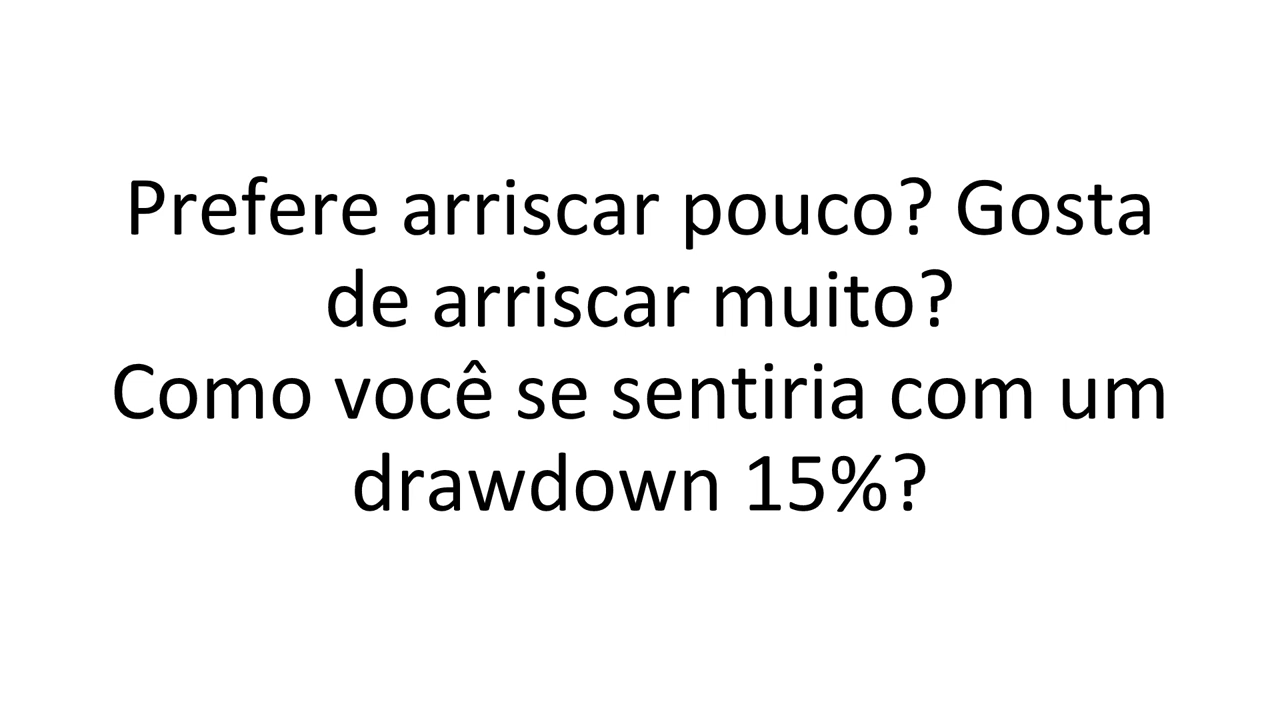 Prefere arriscar pouco? Gosta
de arriscar muito?
Como você se sentiria com um
drawdown 15%?